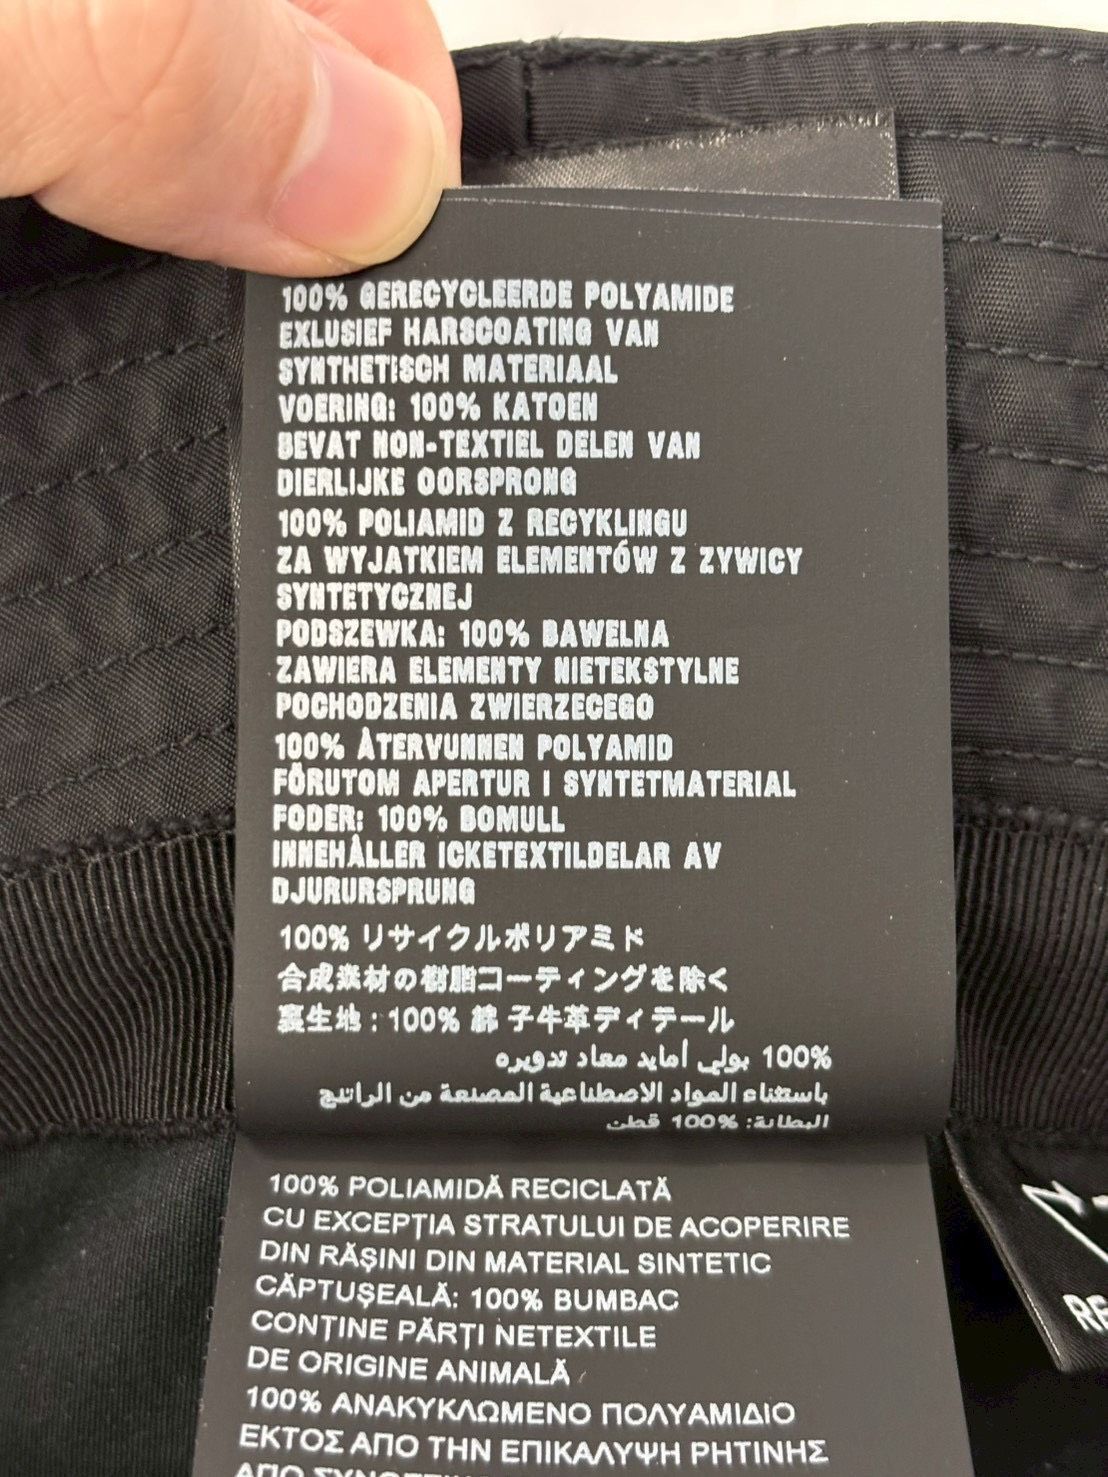 100% GERECYCLEERDE POLYAMIDE
EXLUSIEF HARSCOATING VAN
SYNTHETISCH MATERIAAL
VOERING: 100% KATOEN
BEVAT NON-TEXTIEL DELEN VAN
DIERLIJKE OORSPRONG
100% POLIAMID Z RECYKLINGU
ZA WYJATKIEM ELEMENTÓW Z ZYWICY
SYNTETYCZNEJ
PODSZEWKA: 100% BAWELNA
ZAWIERA ELEMENTY NIETEKSTYLNE
POCHODZENIA ZWIERZECEGO
100% ÅTERVUNNEN POLYAMID
FÖRUTOM APERTUR I SYNTETMATERIAL
FODER: 100% BOMULL
INNEHÅLLER ICKETEXTILDELAR AV
DJURURSPRUNG
100% リサイクルポリアミド
合成素材の樹脂コーティングを除く
裏生地 : 100% 綿 子牛革ディテール
100% بولي أمايد معاد تدويره
باستثناء المواد الاصطناعية المصنعة من الراتنج
البطانة: 100% قطن
100% POLIAMIDĂ RECICLATĂ
CU EXCEPȚIA STRATULUI DE ACOPERIRE
DIN RĂȘINI DIN MATERIAL SINTETIC
CĂPTUȘEALĂ: 100% BUMBAC
CONȚINE PĂRȚI NETEXTILE
DE ORIGINE ANIMALĂ
100% ΑΝΑΚΥΚΛΩΜΕΝΟ ΠΟΛΥΑΜΙΔΙΟ
ΕΚΤΟΣ ΑΠΟ ΤΗΝ ΕΠΙΚΑΛΥΨΗ ΡΗΤΙΝΗΣ
ΑΠΟ